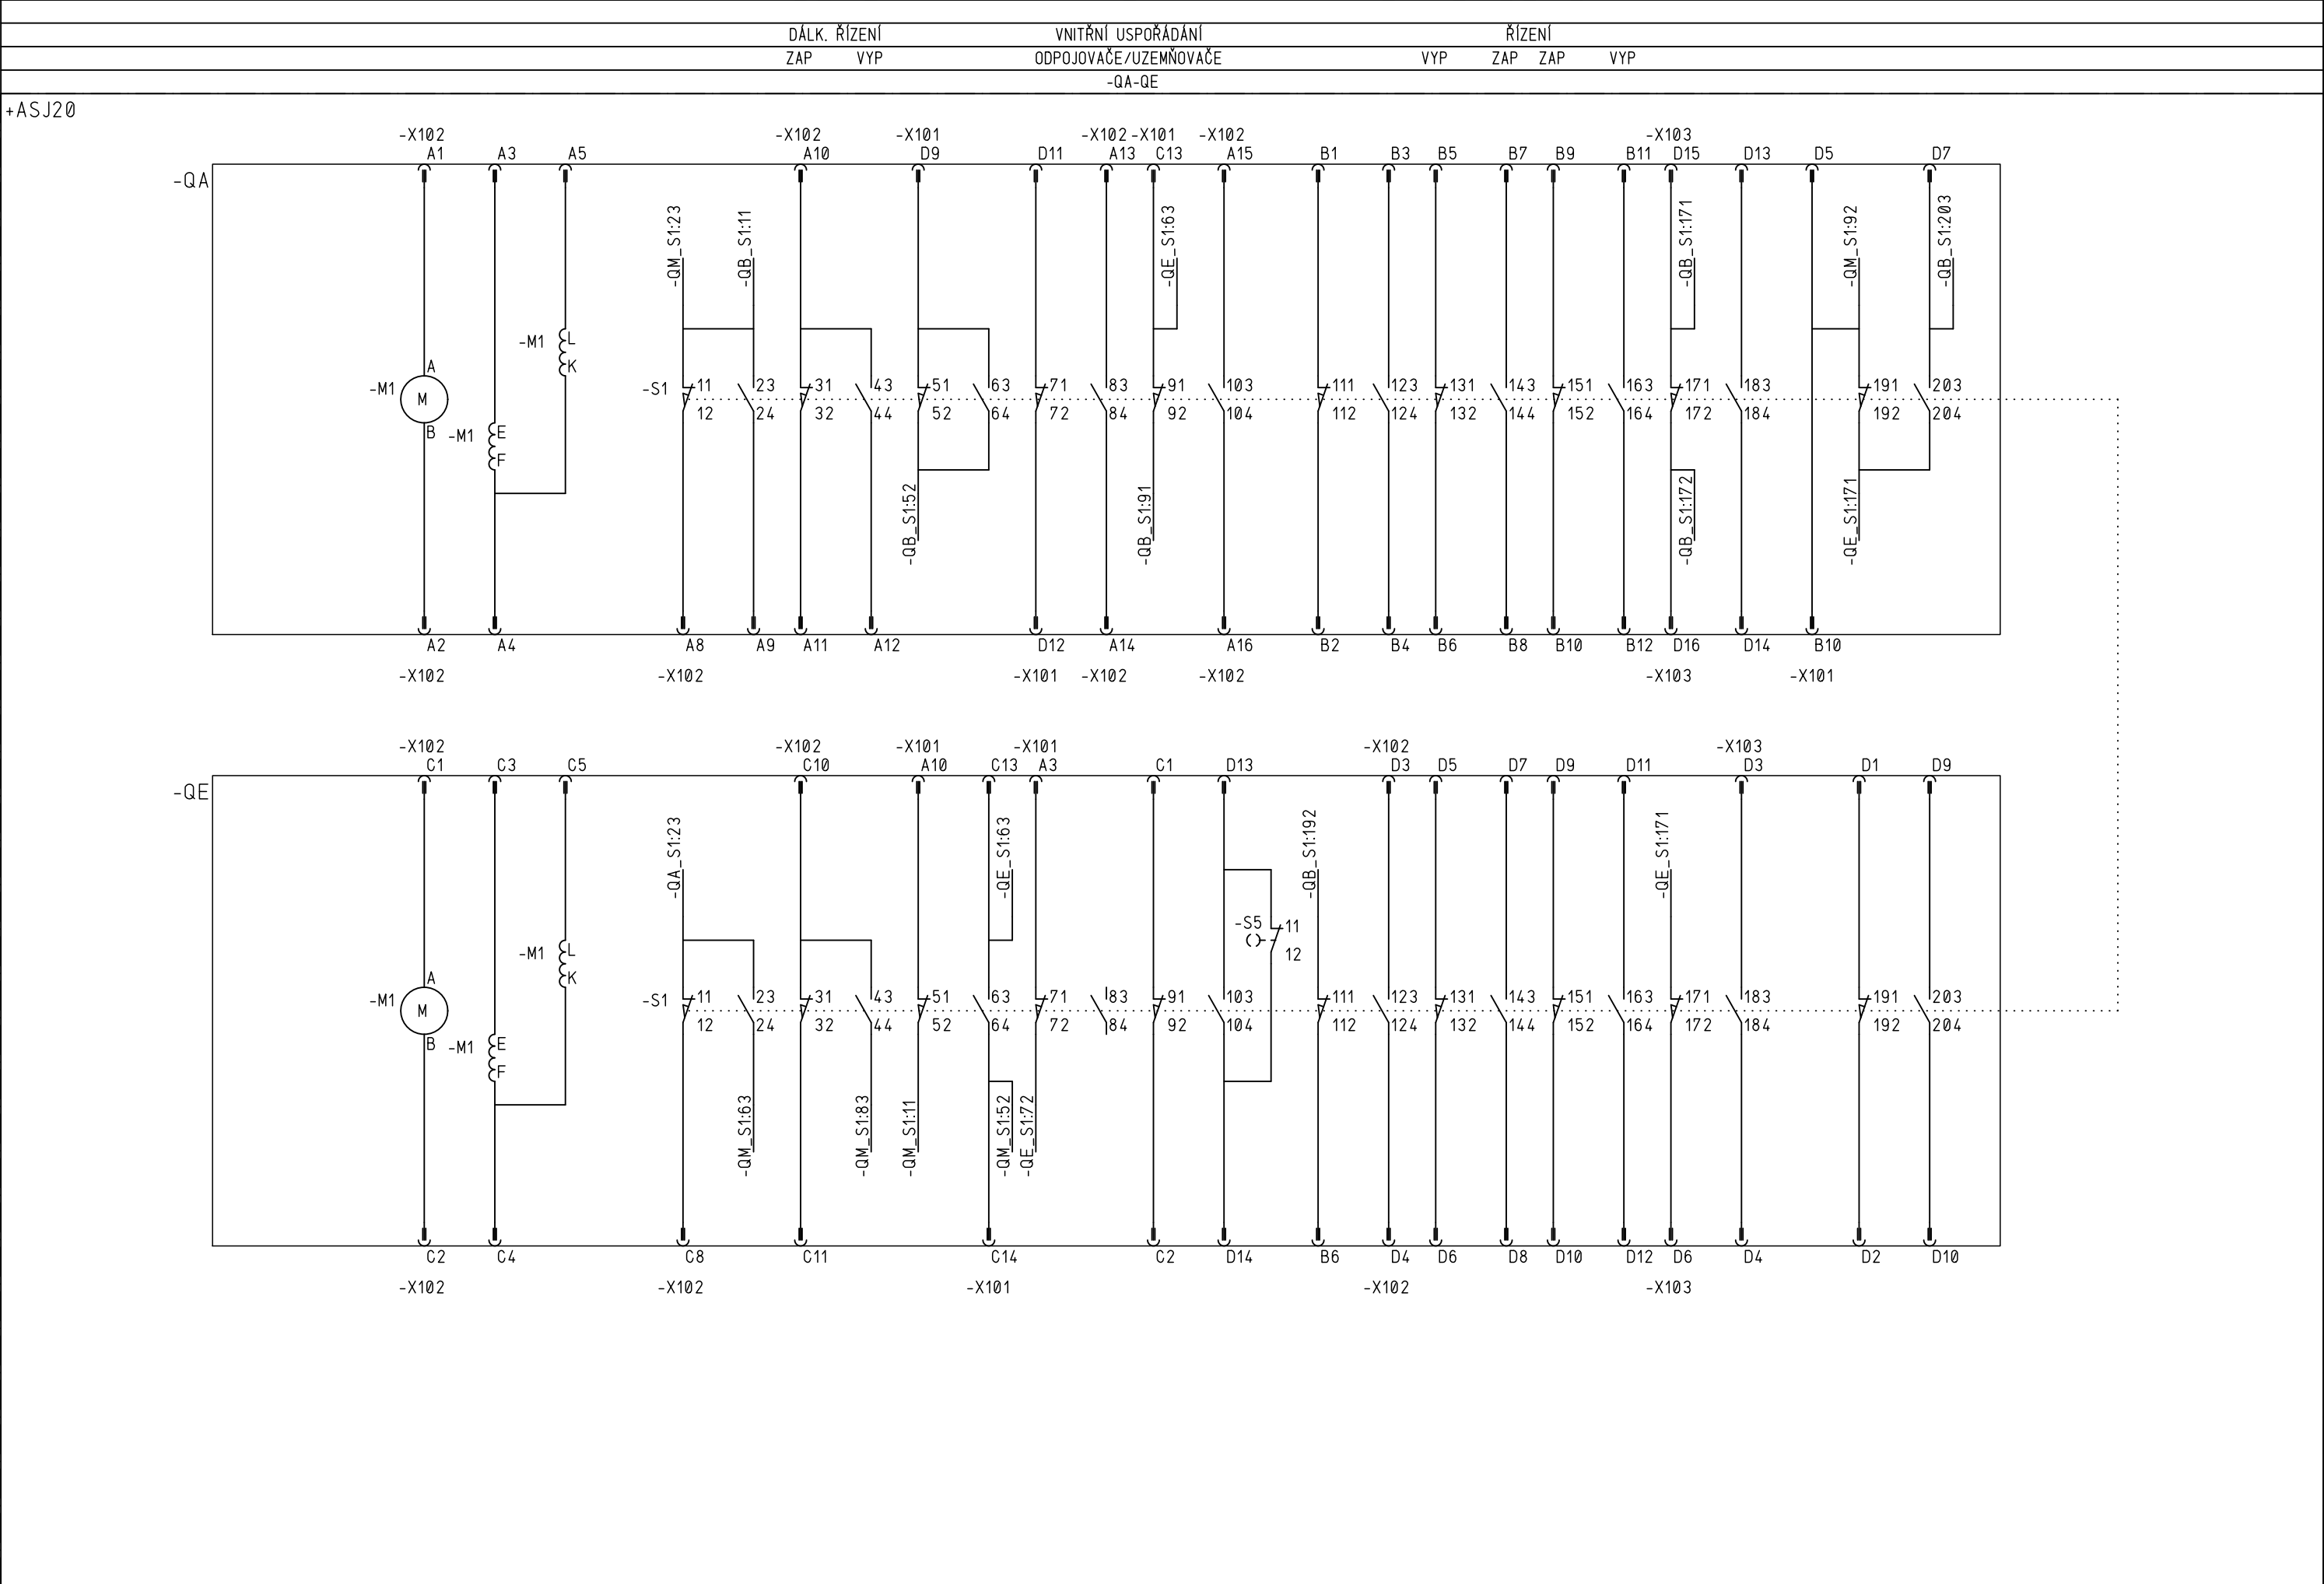 DÁLK. ŘÍZENÍ VNITŘNÍ USPOŘÁDÁNÍ ŘÍZENÍ
ZAP VYP ODPOJOVAČE/UZEMŇOVAČE VYP ZAP ZAP VYP
-QA-QE
+ASJ20
-X102 -X102 -X101 -X102 -X101 -X102 -X103
A1 A3 A5 A10 D9 D11 A13 C13 A15 B1 B3 B5 B7 B9 B11 D15 D13 D5 D7
-QA
-QM_S1:23 -QB_S1:11 -QE_S1:63 -QB_S1:171 -QM_S1:92 -QB_S1:203
-M1 L
K
-M1 A
M
B
-M1 E
F
-S1 11 23 31 43 51 63 71 83 91 103 111 123 131 143 151 163 171 183 191 203
12 24 32 44 52 64 72 84 92 104 112 124 132 144 152 164 172 184 192 204
-QB_S1:52 -QB_S1:91 -QB_S1:172 -QE_S1:171
A2 A4 A8 A9 A11 A12 D12 A14 A16 B2 B4 B6 B8 B10 B12 D16 D14 B10
-X102 -X102 -X101 -X102 -X102 -X103 -X101
-X102 -X102 -X101 -X101 -X102 -X103
C1 C3 C5 C10 A10 C13 A3 C1 D13 D3 D5 D7 D9 D11 D3 D1 D9
-QE
-QA_S1:23 -QE_S1:63 -QB_S1:192 -QE_S1:171
-S5 11
12
-M1 L
K
-M1 A
M
B
-M1 E
F
-S1 11 23 31 43 51 63 71 83 91 103 111 123 131 143 151 163 171 183 191 203
12 24 32 44 52 64 72 84 92 104 112 124 132 144 152 164 172 184 192 204
-QM_S1:63 -QM_S1:83 -QM_S1:11 -QM_S1:52 -QE_S1:72
C2 C4 C8 C11 C14 C2 D14 B6 D4 D6 D8 D10 D12 D6 D4 D2 D10
-X102 -X102 -X101 -X102 -X103